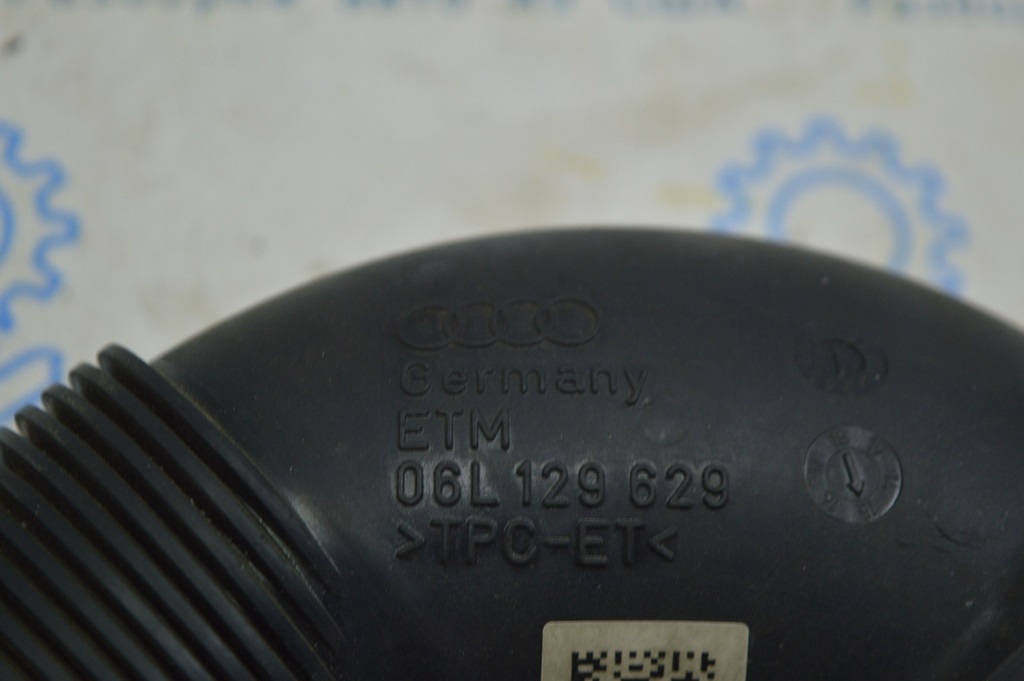 Germany
ETM
06L 129 629
>TPC-ET<